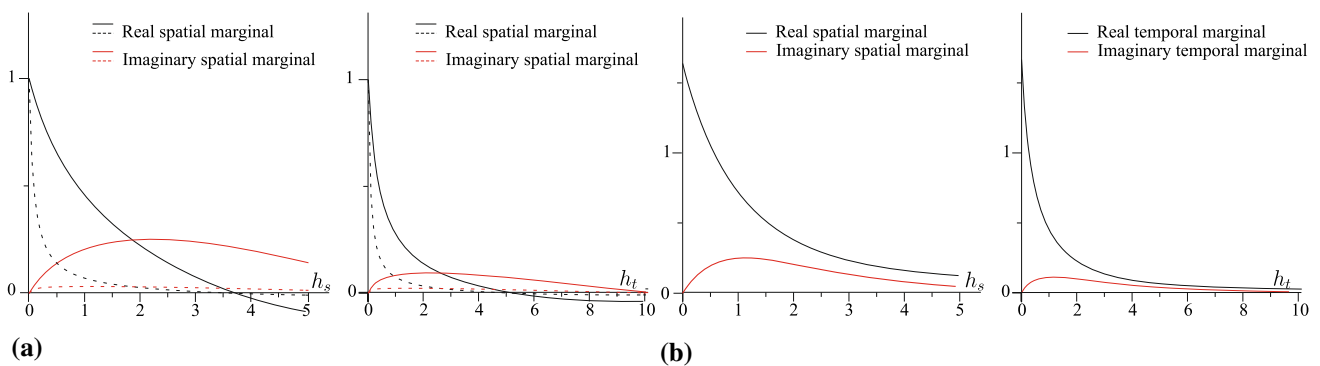 Real spatial marginal
Imaginary spatial marginal
1
0
h_s
0 1 2 3 4 5
Real spatial marginal
Imaginary spatial marginal
1
0
h_t
0 2 4 6 8 10
(a)
Real spatial marginal
Imaginary spatial marginal
1
0
h_s
0 1 2 3 4 5
Real temporal marginal
Imaginary temporal marginal
1
0
h_t
0 2 4 6 8 10
(b)